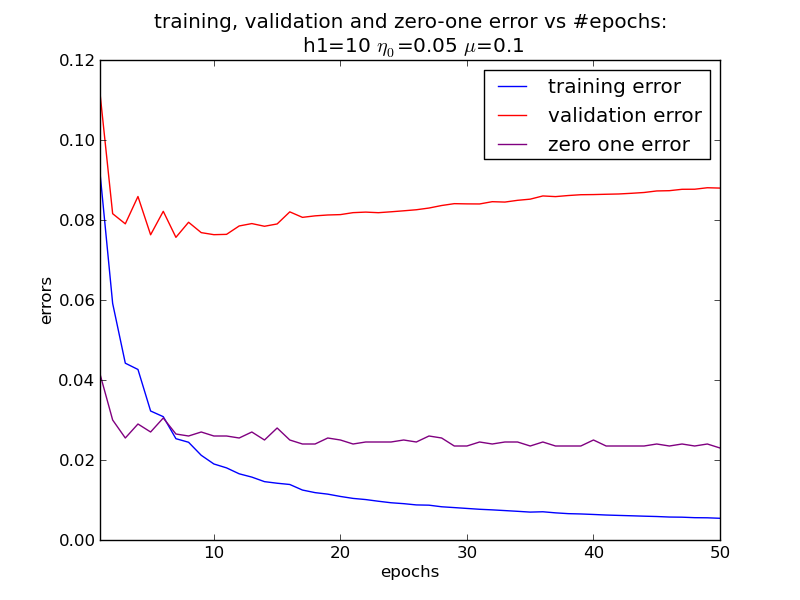 training, validation and zero-one error vs #epochs:
h1=10 η₀=0.05 μ=0.1
training error
validation error
zero one error
0.12
0.10
0.08
0.06
0.04
0.02
0.00
errors
10 20 30 40 50
epochs